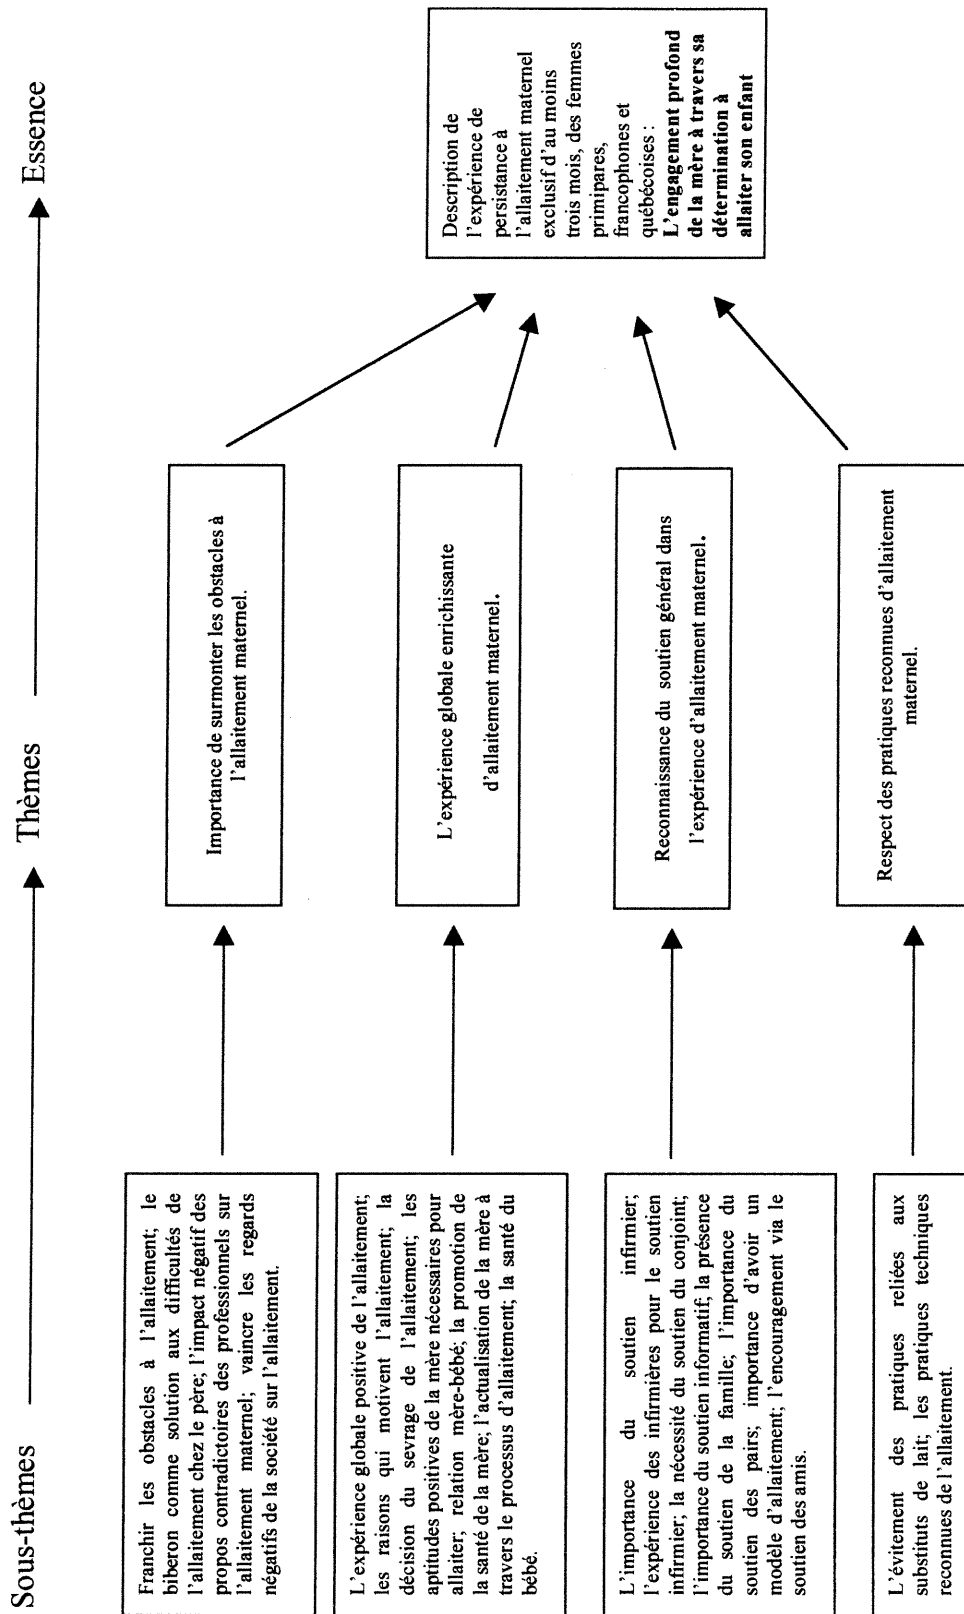 Sous-thèmes
Thèmes
Essence
Franchir les obstacles à l'allaitement; le
biberon comme solution aux difficultés de
l'allaitement chez le père; l'impact négatif des
propos contradictoires des professionnels sur
l'allaitement maternel; vaincre les regards
négatifs de la société sur l'allaitement.
Importance de surmonter les obstacles à
l'allaitement maternel.
L'expérience globale positive de l'allaitement;
les raisons qui motivent l'allaitement; la
décision du sevrage de l'allaitement; les
aptitudes positives de la mère nécessaires pour
allaiter; relation mère-bébé; la promotion de
la santé de la mère; l'actualisation de la mère à
travers le processus d'allaitement; la santé du
bébé.
L'expérience globale enrichissante
d'allaitement maternel.
L'importance du soutien infirmier;
l'expérience des infirmières pour le soutien
infirmier; la nécessité du soutien du conjoint;
l'importance du soutien informatif; la présence
du soutien de la famille; l'importance du
soutien des pairs; importance d'avoir un
modèle d'allaitement; l'encouragement via le
soutien des amis.
Reconnaissance du soutien général dans
l'expérience d'allaitement maternel.
L'évitement des pratiques reliées aux
substituts de lait; les pratiques techniques
reconnues de l'allaitement.
Respect des pratiques reconnues d'allaitement
maternel.
Description de
l'expérience de
persistance à
l'allaitement maternel
exclusif d'au moins
trois mois, des femmes
primipares,
francophones et
québécoises :
L'engagement profond
de la mère à travers sa
détermination à
allaiter son enfant